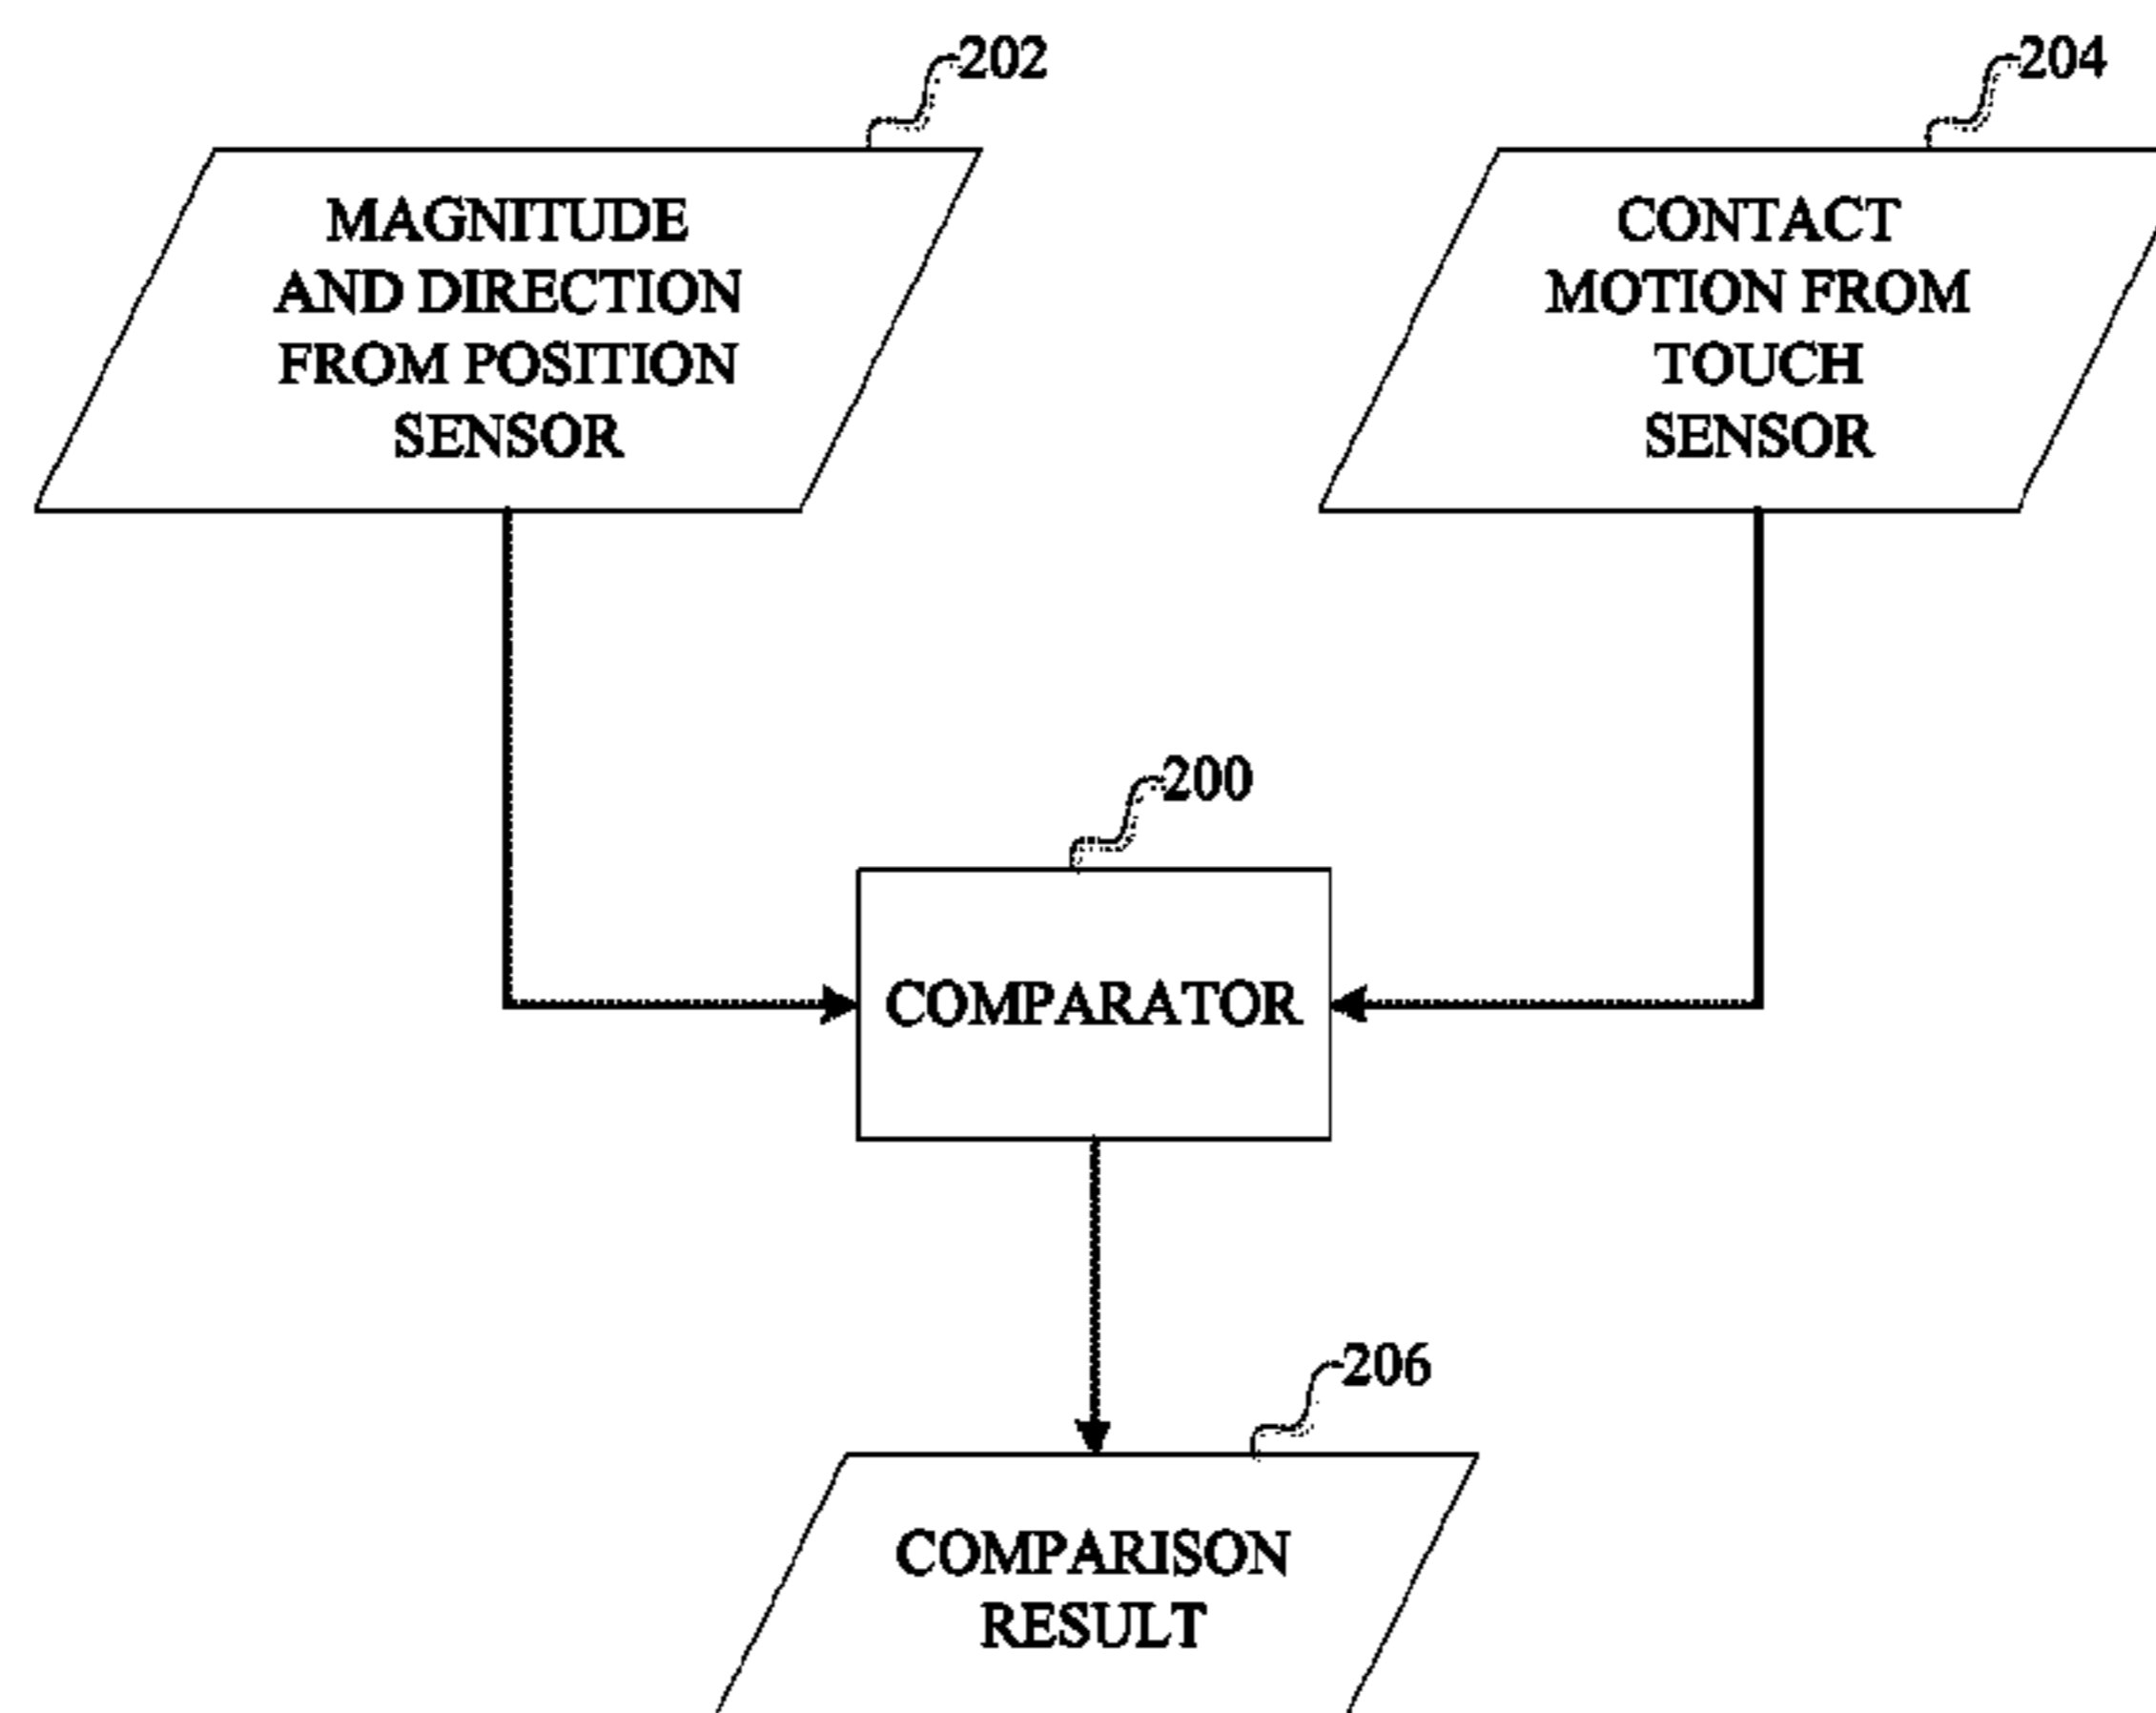 202
204
MAGNITUDE
AND DIRECTION
FROM POSITION
SENSOR
CONTACT
MOTION FROM
TOUCH
SENSOR
200
COMPARATOR
206
COMPARISON
RESULT